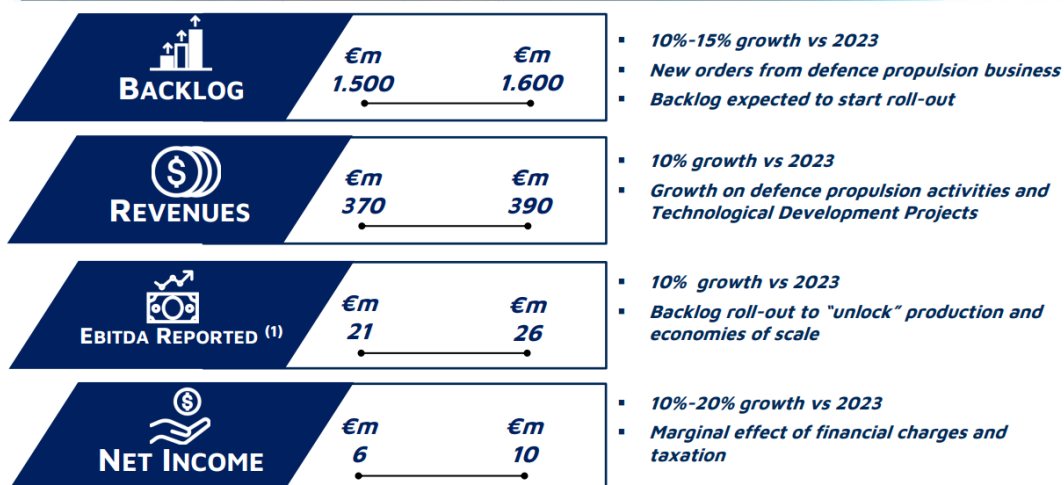 BACKLOG
€m €m
1.500 1.600
▪ 10%-15% growth vs 2023
▪ New orders from defence propulsion business
▪ Backlog expected to start roll-out
$
REVENUES
€m €m
370 390
▪ 10% growth vs 2023
▪ Growth on defence propulsion activities and
Technological Development Projects
EBITDA REPORTED (1)
€m €m
21 26
▪ 10% growth vs 2023
▪ Backlog roll-out to “unlock” production and
economies of scale
$
NET INCOME
€m €m
6 10
▪ 10%-20% growth vs 2023
▪ Marginal effect of financial charges and
taxation